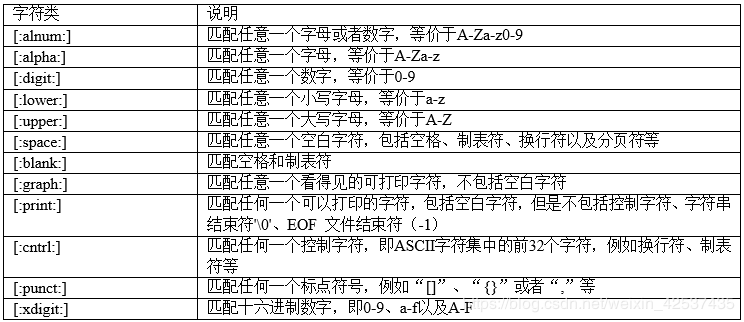 字符类 说明
[:alnum:] 匹配任意一个字母或者数字，等价于A-Za-z0-9
[:alpha:] 匹配任意一个字母，等价于A-Za-z
[:digit:] 匹配任意一个数字，等价于0-9
[:lower:] 匹配任意一个小写字母，等价于a-z
[:upper:] 匹配任意一个大写字母，等价于A-Z
[:space:] 匹配任意一个空白字符，包括空格、制表符、换行符以及分页符等
[:blank:] 匹配空格和制表符
[:graph:] 匹配任意一个看得见的可打印字符，不包括空白字符
[:print:] 匹配任何一个可以打印的字符，包括空白字符，但是不包括控制字符、字符串
结束符'\0'、EOF 文件结束符（-1）
[:cntrl:] 匹配任何一个控制字符，即ASCII字符集中的前32个字符，例如换行符、制表
符等
[:punct:] 匹配任何一个标点符号，例如“[]”、“{}”或者“,”等
[:xdigit:] 匹配十六进制数字，即0-9、a-f以及A-F
https://blog.csdn.net/weixin_42537435